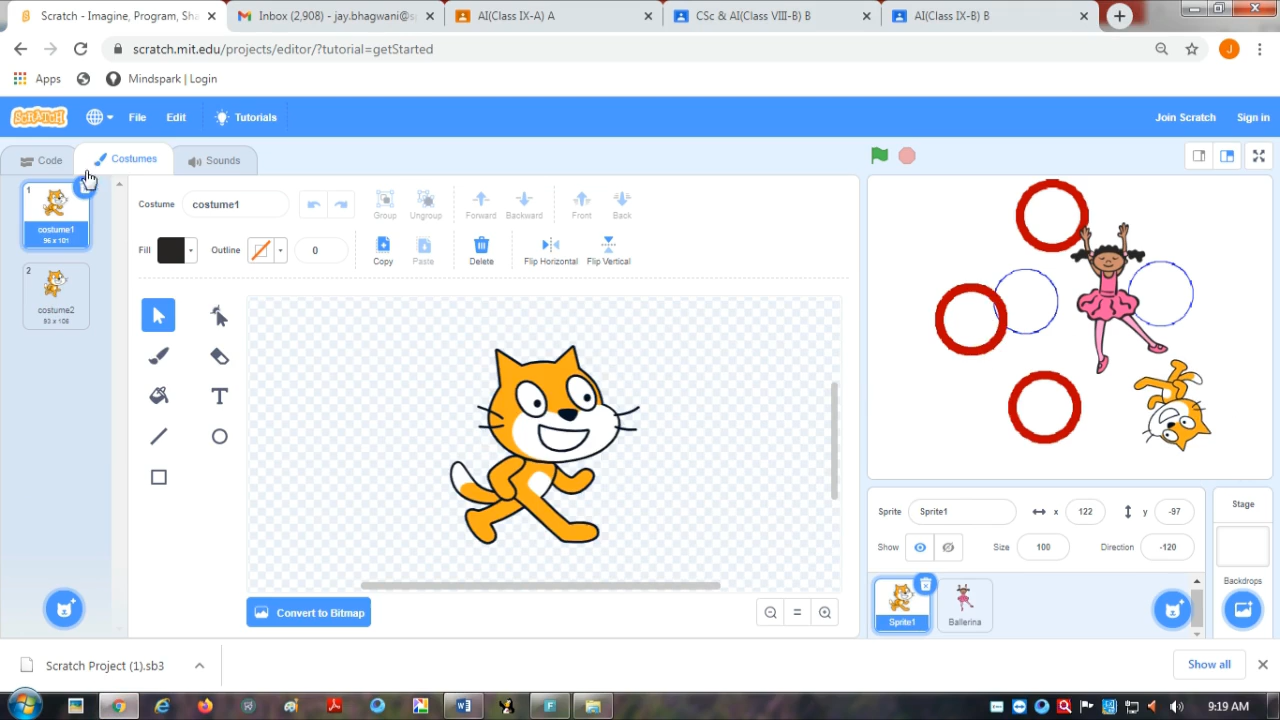 Scratch - Imagine, Program, Sha
Inbox (2,908) - jay.bhagwani@s
AI(Class IX-A) A
CSc & AI(Class VIII-B) B
AI(Class IX-B) B
scratch.mit.edu/projects/editor/?tutorial=getStarted
J
Apps
Mindspark | Login
SCRATCH
File
Edit
Tutorials
Join Scratch
Sign in
Code
Costumes
Sounds
1
costume1
96 x 101
2
costume2
93 x 106
Costume
costume1
Group
Ungroup
Forward
Backward
Front
Back
Fill
Outline
0
Copy
Paste
Delete
Flip Horizontal
Flip Vertical
T
Convert to Bitmap
Sprite
Sprite1
x
122
y
-97
Show
Size
100
Direction
-120
Sprite1
Ballerina
Stage
Backdrops
Scratch Project (1).sb3
Show all
9:19 AM